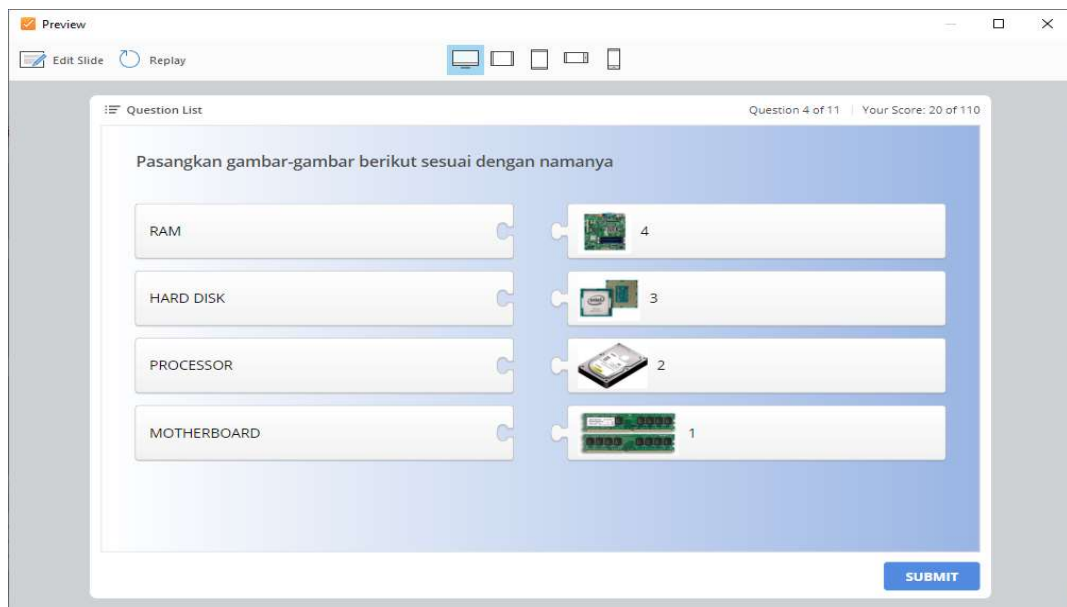 Preview
Edit Slide Replay
Question List Question 4 of 11 Your Score: 20 of 110
Pasangkan gambar-gambar berikut sesuai dengan namanya
RAM 4
HARD DISK 3
PROCESSOR 2
MOTHERBOARD 1
SUBMIT